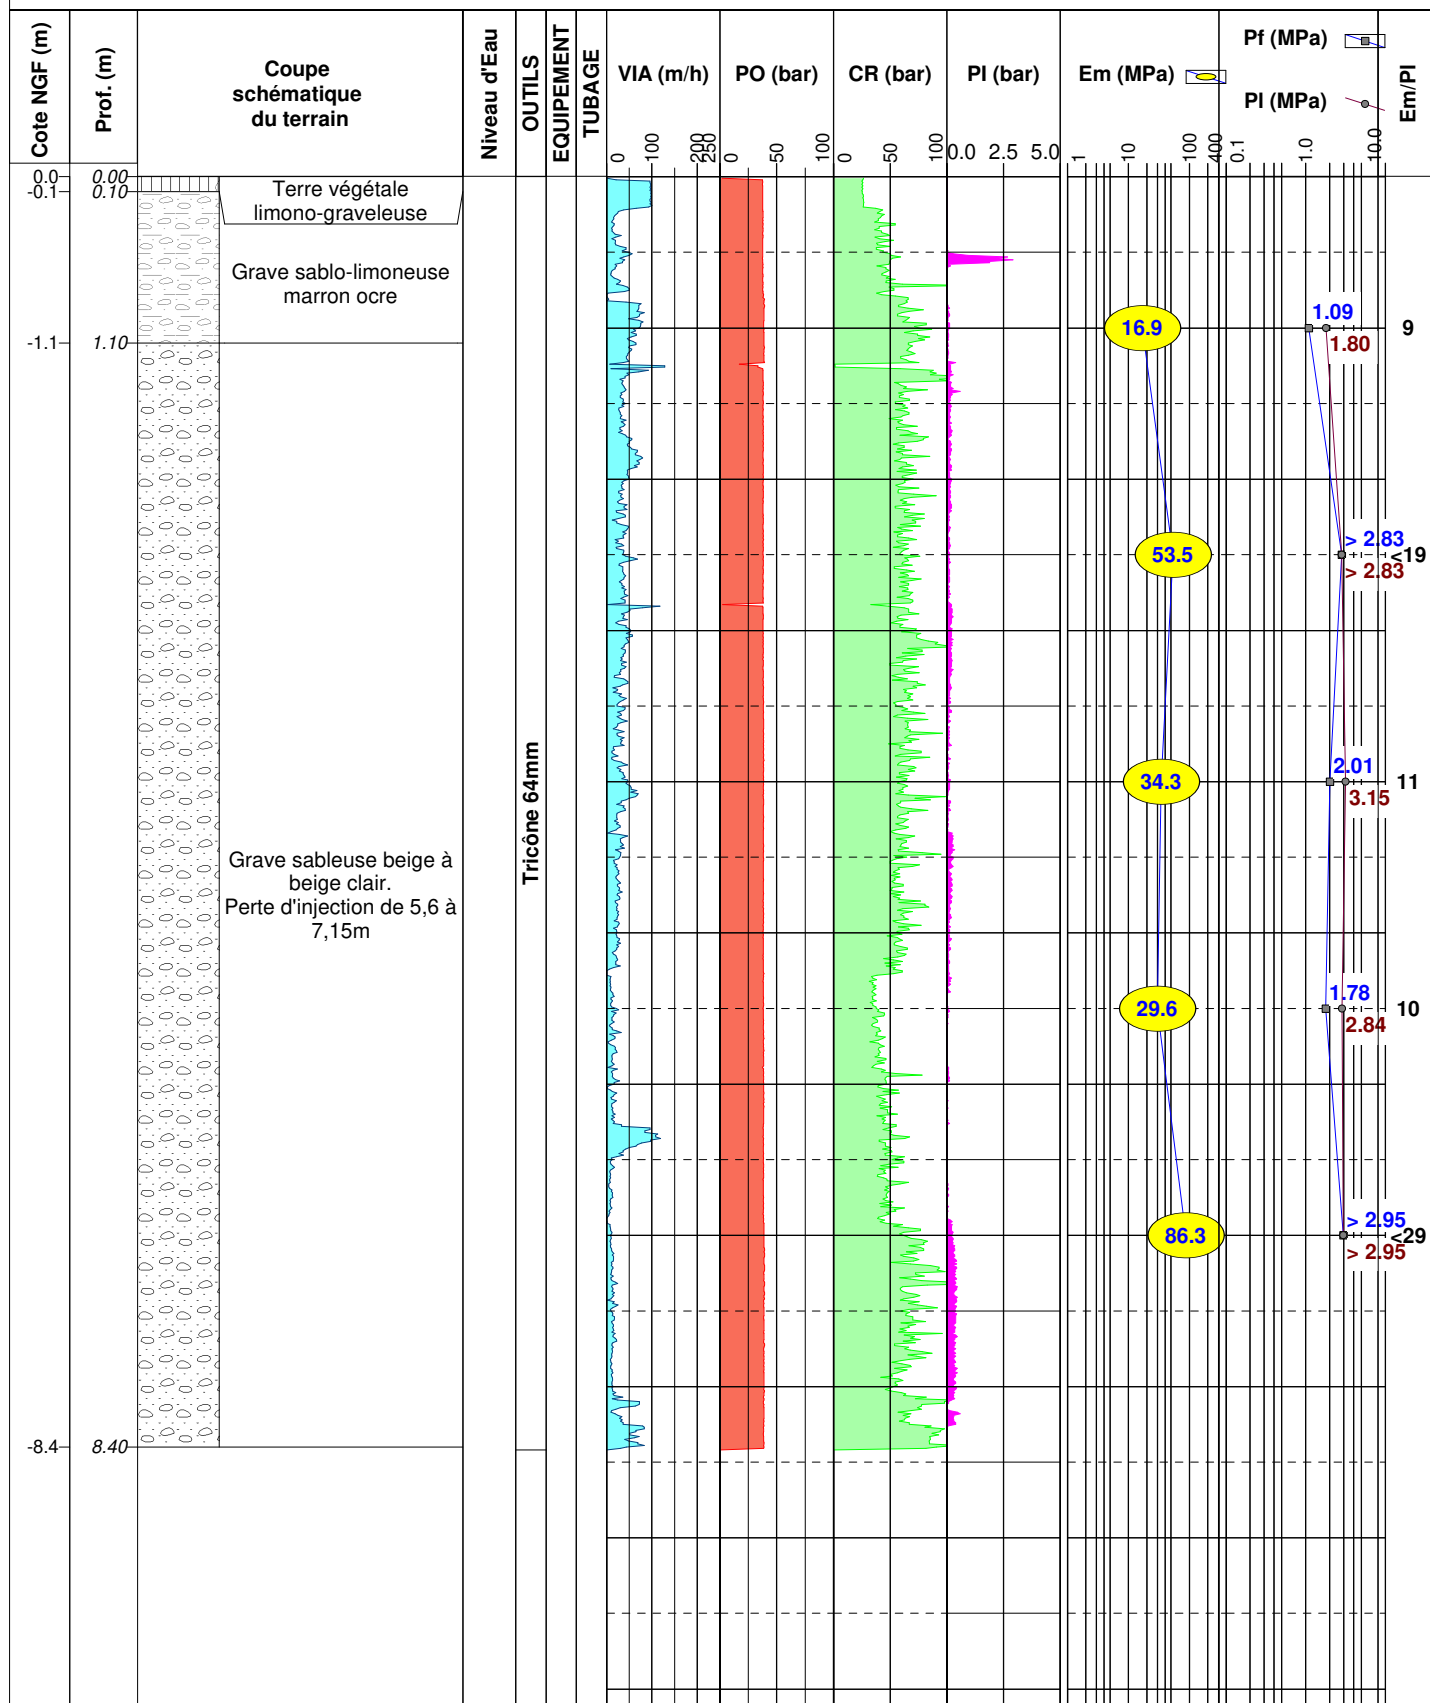 Cote NGF (m)
Prof. (m)
Coupe
schématique
du terrain
Niveau d'Eau
OUTILS
EQUIPEMENT
TUBAGE
VIA (m/h)
PO (bar)
CR (bar)
PI (bar)
Em (MPa)
Pf (MPa)
Pl (MPa)
Em/Pl
0 100 200 250
0 50 100
0 50 100
0.0 2.5 5.0
1 10 100 400
0.1 1.0 10.0
0.0 0.00
-0.1 0.10
Terre végétale
limono-graveleuse
Grave sablo-limoneuse
marron ocre
16.9 1.09 1.80 9
-1.1 1.10
53.5 > 2.83 > 2.83 <19
Tricône 64mm
34.3 2.01 3.15 11
Grave sableuse beige à
beige clair.
Perte d'injection de 5,6 à
7,15m
29.6 1.78 2.84 10
86.3 > 2.95 > 2.95 <29
-8.4 8.40